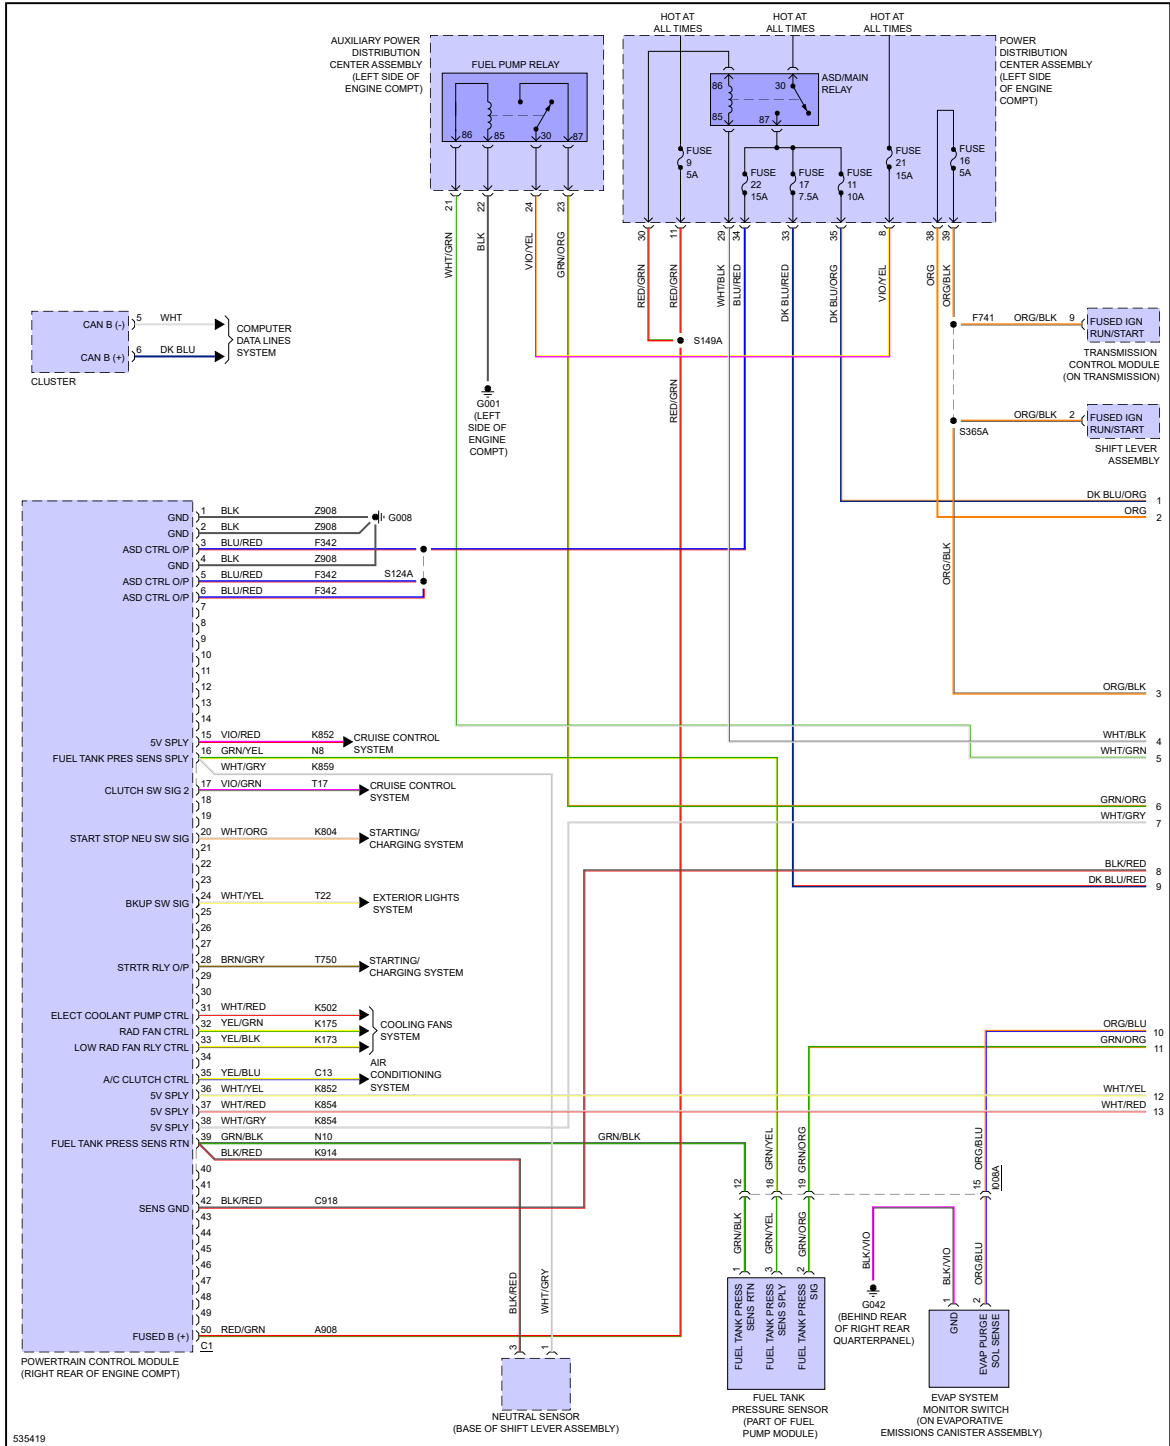 HOT AT
ALL TIMES
HOT AT
ALL TIMES
HOT AT
ALL TIMES
AUXILIARY POWER
DISTRIBUTION
CENTER ASSEMBLY
(LEFT SIDE OF
ENGINE COMPT)
FUEL PUMP RELAY
86
85
30
87
21
22
24
23
WHT/GRN
BLK
VIO/YEL
GRN/ORG
POWER
DISTRIBUTION
CENTER ASSEMBLY
(LEFT SIDE
OF ENGINE
COMPT)
ASD/MAIN
RELAY
86
30
85
87
FUSE
9
5A
FUSE
22
15A
FUSE
17
7.5A
FUSE
11
10A
FUSE
21
15A
FUSE
16
5A
30
11
29
34
33
35
8
38
39
RED/GRN
RED/GRN
WHT/BLK
BLU/RED
DK BLU/RED
DK BLU/ORG
VIO/YEL
ORG
ORG/BLK
CAN B (-)
5
WHT
CAN B (+)
6
DK BLU
COMPUTER
DATA LINES
SYSTEM
CLUSTER
G001
(LEFT
SIDE OF
ENGINE
COMPT)
S149A
RED/GRN
F741
ORG/BLK
9
FUSED IGN
RUN/START
TRANSMISSION
CONTROL MODULE
(ON TRANSMISSION)
ORG/BLK
2
FUSED IGN
RUN/START
S365A
SHIFT LEVER
ASSEMBLY
DK BLU/ORG
1
ORG
2
ORG/BLK
ORG/BLK
3
WHT/BLK
4
WHT/GRN
5
GRN/ORG
6
WHT/GRY
7
BLK/RED
8
DK BLU/RED
9
ORG/BLU
10
GRN/ORG
11
WHT/YEL
12
WHT/RED
13
GND
1
BLK
Z908
G008
GND
2
BLK
Z908
ASD CTRL O/P
3
BLU/RED
F342
GND
4
BLK
Z908
ASD CTRL O/P
5
BLU/RED
F342
S124A
ASD CTRL O/P
6
BLU/RED
F342
7
8
9
10
11
12
13
14
5V SPLY
15
VIO/RED
K852
CRUISE CONTROL
SYSTEM
FUEL TANK PRES SENS SPLY
16
GRN/YEL
N8
WHT/GRY
K859
CLUTCH SW SIG 2
17
VIO/GRN
T17
CRUISE CONTROL
SYSTEM
18
19
START STOP NEU SW SIG
20
WHT/ORG
K804
STARTING/
CHARGING SYSTEM
21
22
23
BKUP SW SIG
24
WHT/YEL
T22
EXTERIOR LIGHTS
SYSTEM
25
26
27
STRTR RLY O/P
28
BRN/GRY
T750
STARTING/
CHARGING SYSTEM
29
30
ELECT COOLANT PUMP CTRL
31
WHT/RED
K502
RAD FAN CTRL
32
YEL/GRN
K175
COOLING FANS
SYSTEM
LOW RAD FAN RLY CTRL
33
YEL/BLK
K173
34
A/C CLUTCH CTRL
35
YEL/BLU
C13
AIR
CONDITIONING
SYSTEM
5V SPLY
36
WHT/YEL
K852
5V SPLY
37
WHT/RED
K854
5V SPLY
38
WHT/GRY
K854
FUEL TANK PRESS SENS RTN
39
GRN/BLK
N10
GRN/BLK
BLK/RED
K914
40
41
SENS GND
42
BLK/RED
C918
43
44
45
46
47
48
49
FUSED B (+)
50
RED/GRN
A908
C1
POWERTRAIN CONTROL MODULE
(RIGHT REAR OF ENGINE COMPT)
BLK/RED
WHT/GRY
3
1
NEUTRAL SENSOR
(BASE OF SHIFT LEVER ASSEMBLY)
GRN/YEL
GRN/ORG
ORG/BLU
12
18
19
15
I008A
GRN/BLK
GRN/YEL
GRN/ORG
ORG/BLU
1
3
2
FUEL TANK PRESS
SENS RTN
FUEL TANK PRESS
SENS SPLY
FUEL TANK PRESS
SIG
FUEL TANK
PRESSURE SENSOR
(PART OF FUEL
PUMP MODULE)
BLK/VIO
G042
(BEHIND REAR
OF RIGHT REAR
QUARTERPANEL)
BLK/VIO
1
2
GND
EVAP PURGE
SOL SENSE
EVAP SYSTEM
MONITOR SWITCH
(ON EVAPORATIVE
EMISSIONS CANISTER ASSEMBLY)
535419